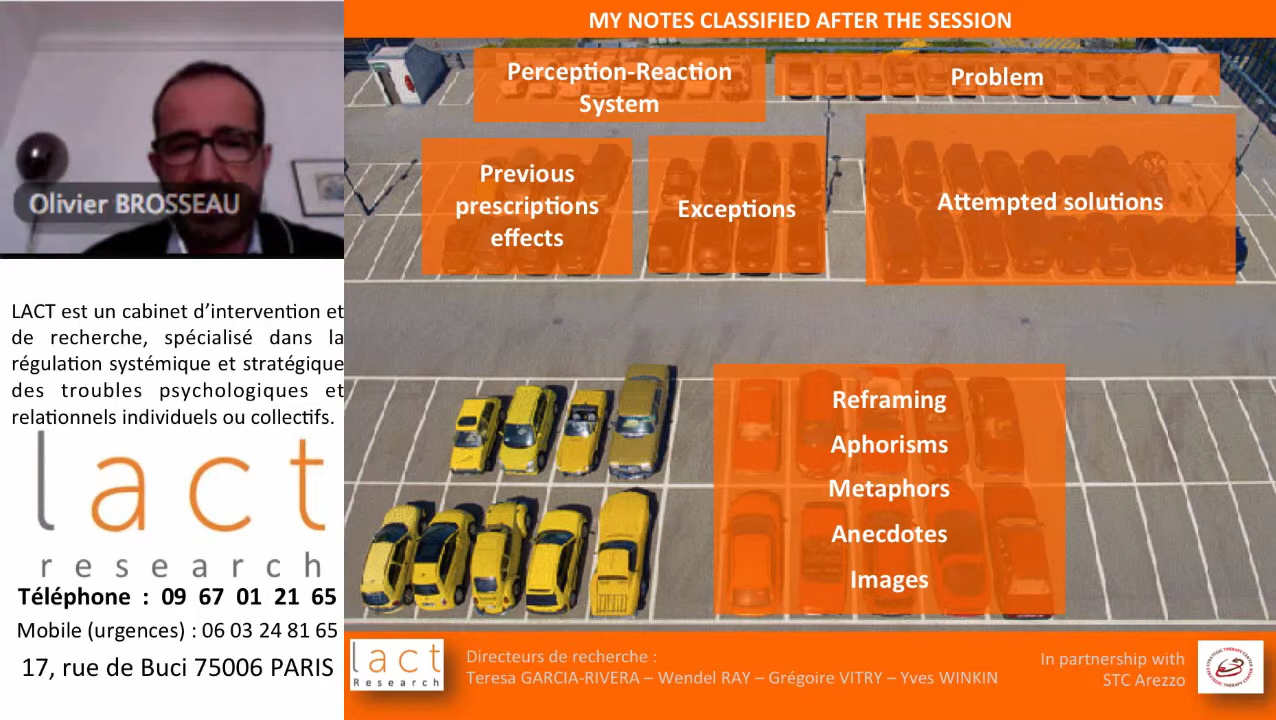 MY NOTES CLASSIFIED AFTER THE SESSION
Perception-Reaction
System
Problem
Previous
prescriptions
effects
Exceptions
Attempted solutions
Reframing
Aphorisms
Metaphors
Anecdotes
Images
Olivier BROSSEAU
LACT est un cabinet d’intervention et
de recherche, spécialisé dans la
régulation systémique et stratégique
des troubles psychologiques et
relationnels individuels ou collectifs.
lact
research
Téléphone : 09 67 01 21 65
Mobile (urgences) : 06 03 24 81 65
17, rue de Buci 75006 PARIS
lact
Research
Directeurs de recherche :
Teresa GARCIA-RIVERA – Wendel RAY – Grégoire VITRY – Yves WINKIN
In partnership with
STC Arezzo